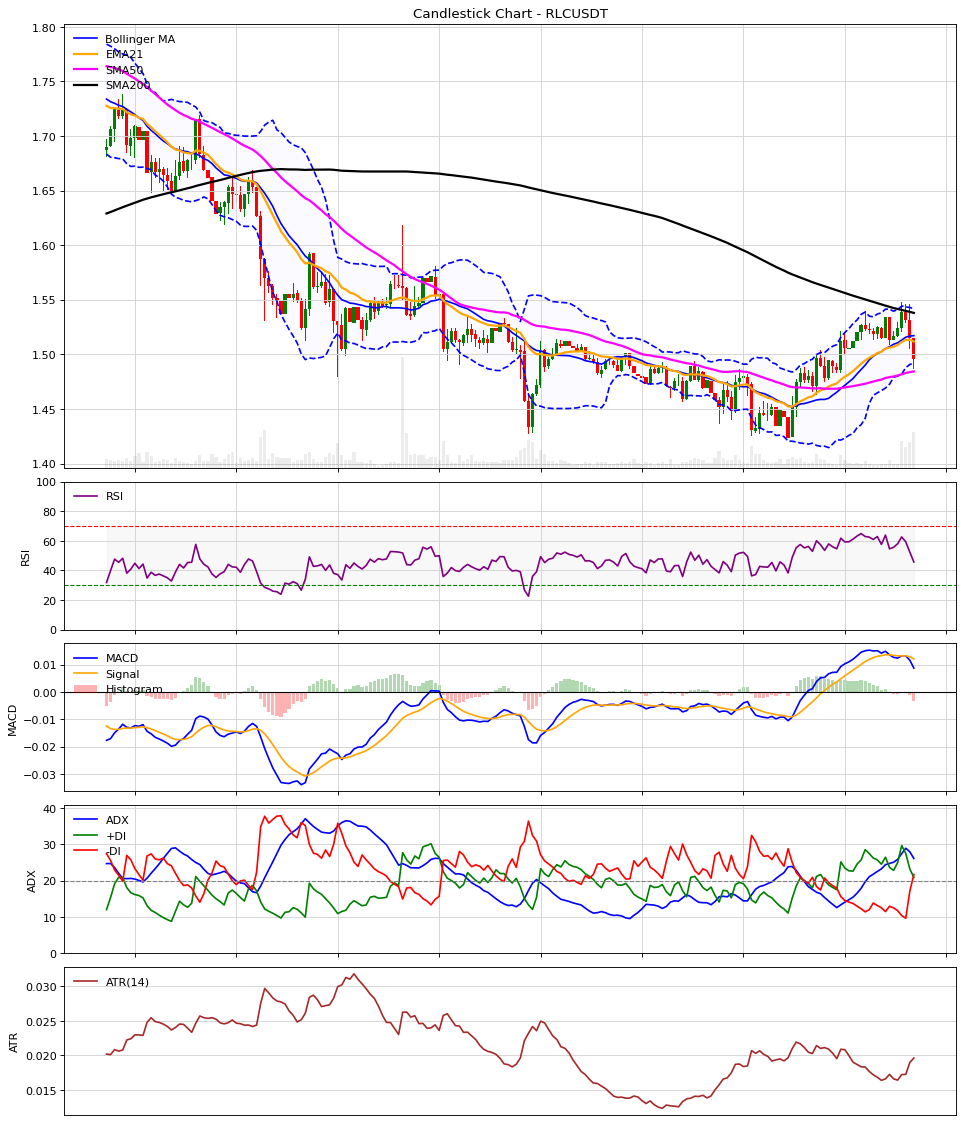 Candlestick Chart - RLCUSDT
1.80
1.75
1.70
1.65
1.60
1.55
1.50
1.45
1.40
Bollinger MA
EMA21
SMA50
SMA200
100
80
60
40
20
0
RSI
RSI
0.01
0.00
−0.01
−0.02
−0.03
MACD
MACD
Signal
Histogram
40
30
20
10
0
ADX
ADX
+DI
-DI
0.030
0.025
0.020
0.015
ATR
ATR(14)